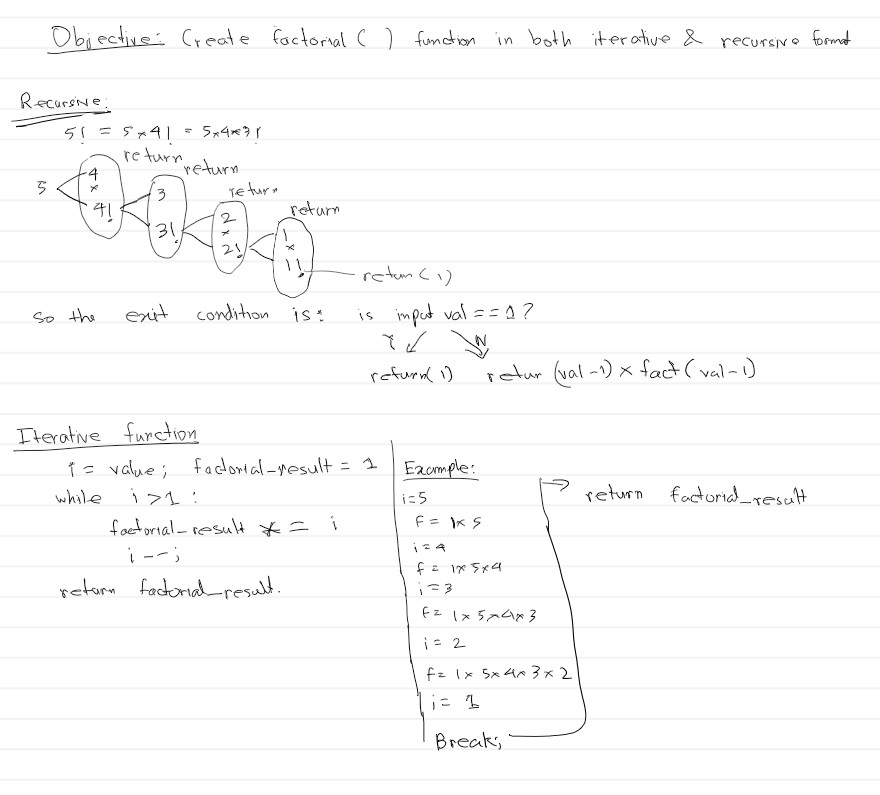 Objective: Create factorial ( ) function in both iterative & recursive format
Recursive:
5! = 5 × 4! = 5×4×3!
return
return
return
return
5
4
×
4!
3
3!
2
×
2!
1
×
1!
return (1)
so the exit condition is: is input val == 1?
Y
N
return(1) retur (val -1) × fact (val-1)
Iterative function
i = value; factorial_result = 1
while i >1 :
factorial_result *= i
i --;
return factorial_result.
Example:
i=5
F = 1×5
i = 4
f = 1×5×4
i = 3
f = 1×5×4×3
i = 2
f = 1× 5×4×3×2
i = 1
Break;
return factorial_result